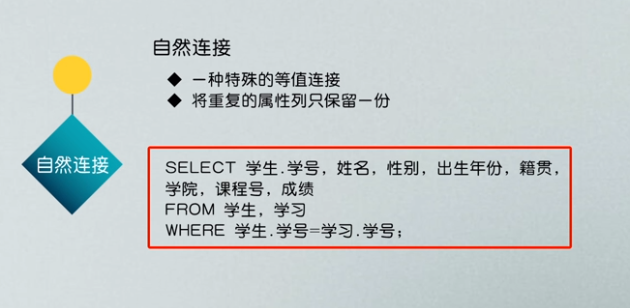 自然连接
◆ 一种特殊的等值连接
◆ 将重复的属性列只保留一份
自然连接
SELECT 学生.学号，姓名，性别，出生年份，籍贯，
学院，课程号，成绩
FROM 学生，学习
WHERE 学生.学号=学习.学号；